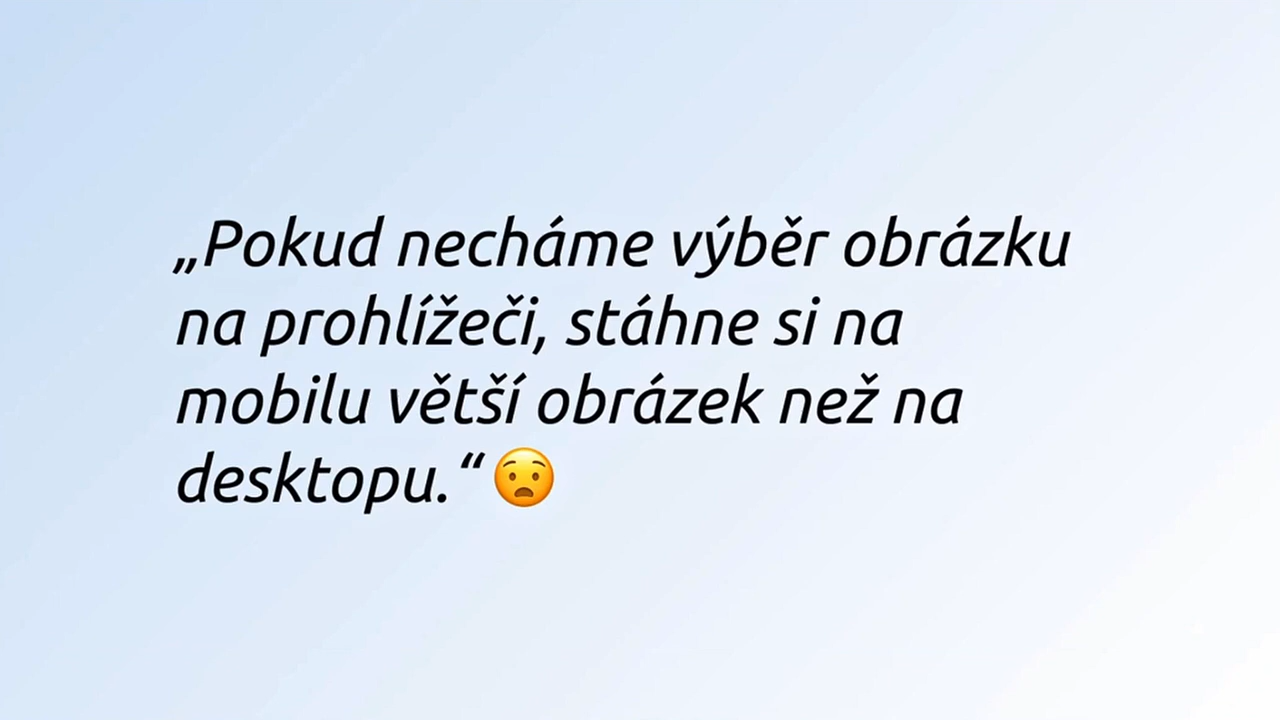 „Pokud necháme výběr obrázku
na prohlížeči, stáhne si na
mobilu větší obrázek než na
desktopu.“ 😧